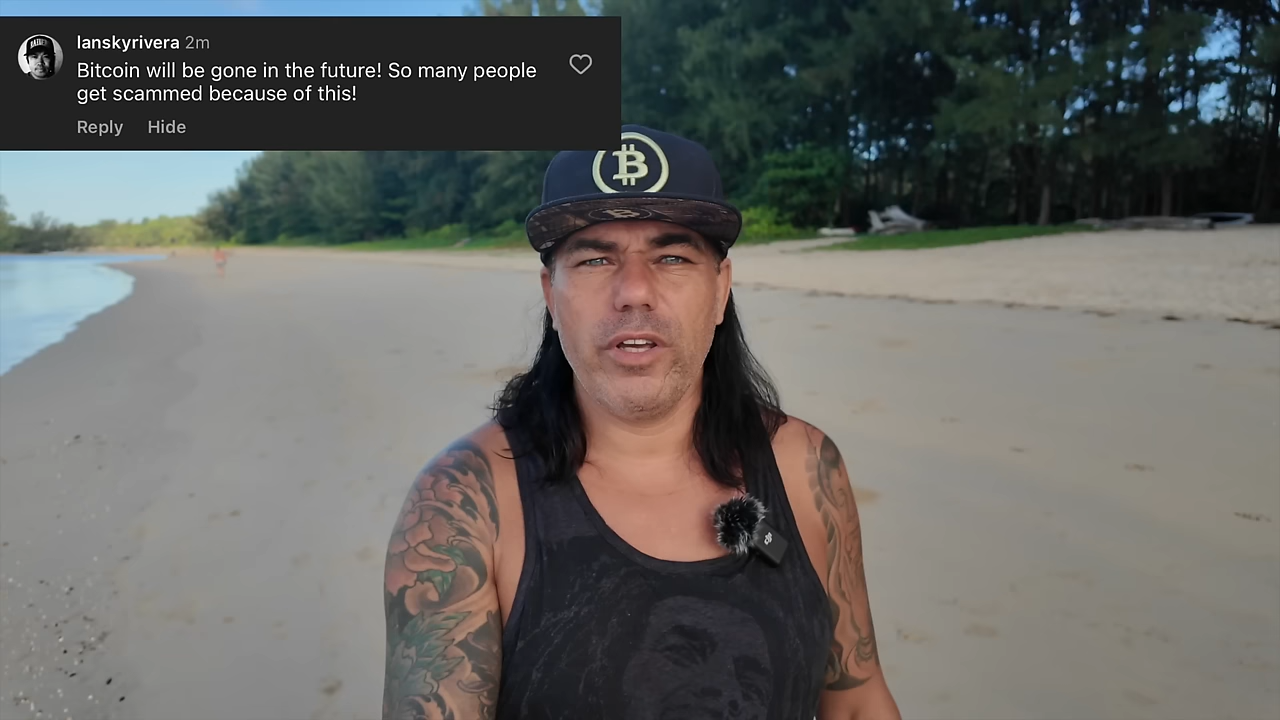 lanskyrivera 2m
Bitcoin will be gone in the future! So many people
get scammed because of this!
Reply Hide